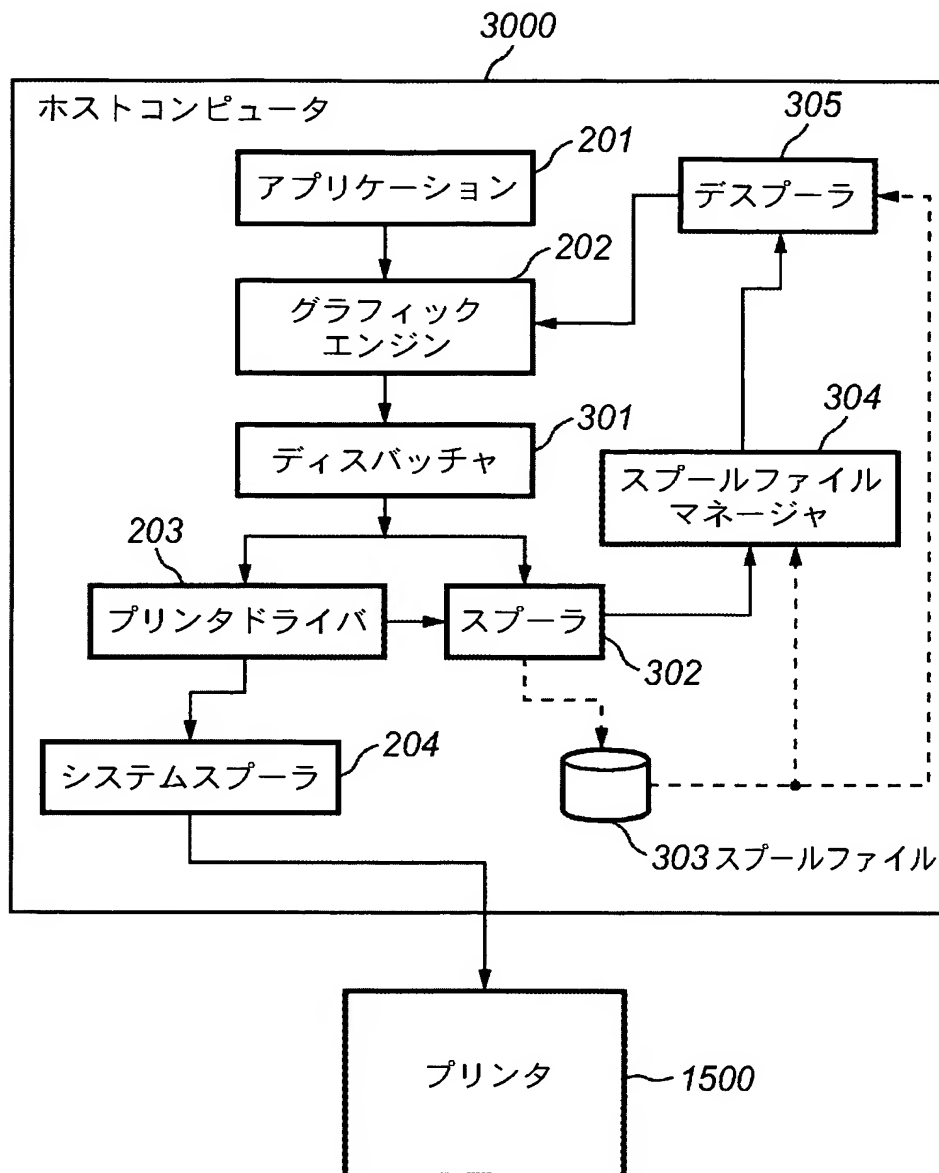 3000
ホストコンピュータ
201
アプリケーション
305
デスプーラ
202
グラフィック
エンジン
301
ディスバッチャ
304
スプールファイル
マネージャ
203
プリンタドライバ
スプーラ
302
204
システムスプーラ
303スプールファイル
プリンタ
1500